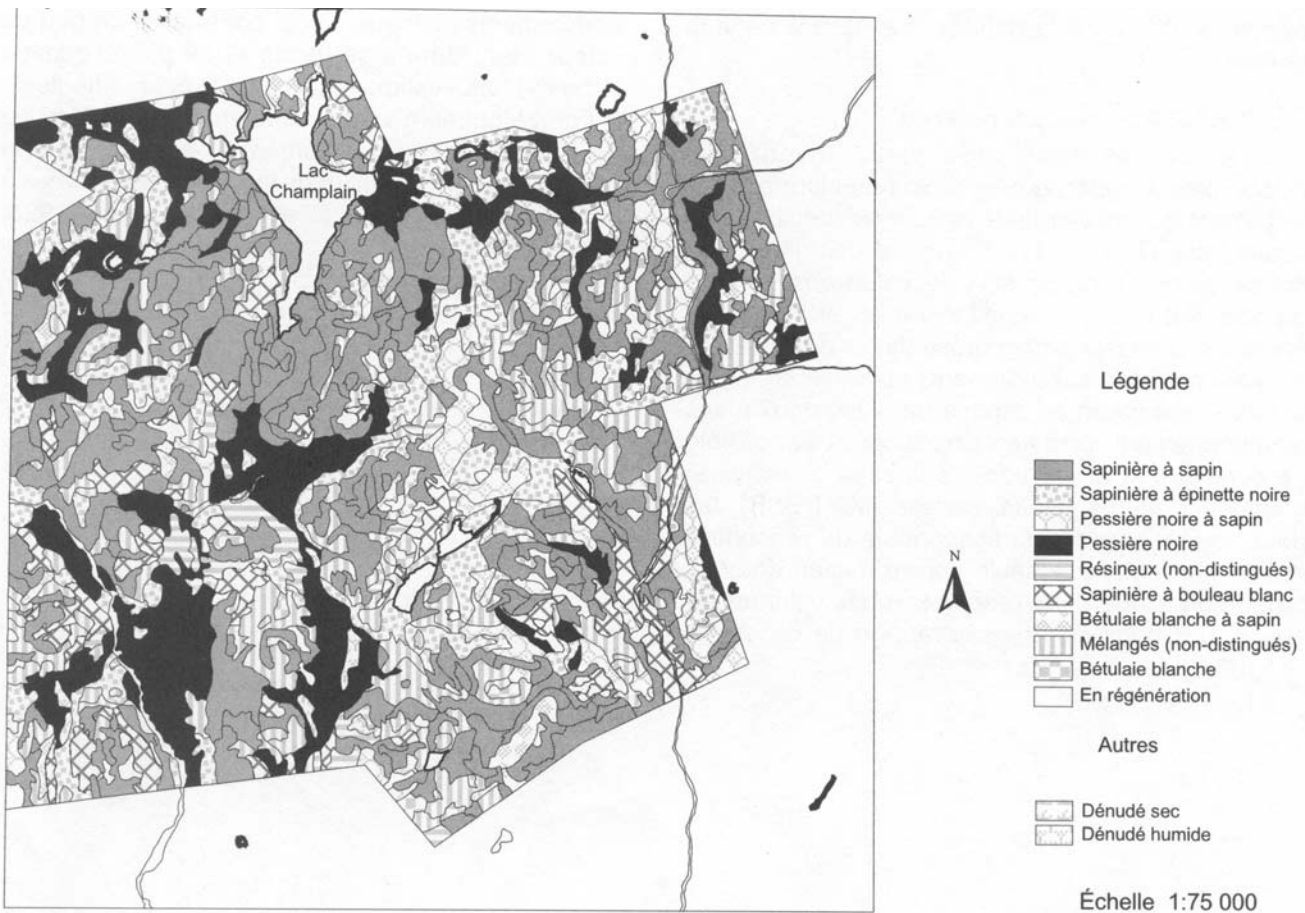 Lac
Champlain
Légende
Sapinière à sapin
Sapinière à épinette noire
Pessière noire à sapin
Pessière noire
Résineux (non-distingués)
Sapinière à bouleau blanc
Bétulaie blanche à sapin
Mélangés (non-distingués)
Bétulaie blanche
En régénération
N
Autres
Dénudé sec
Dénudé humide
Échelle 1:75 000